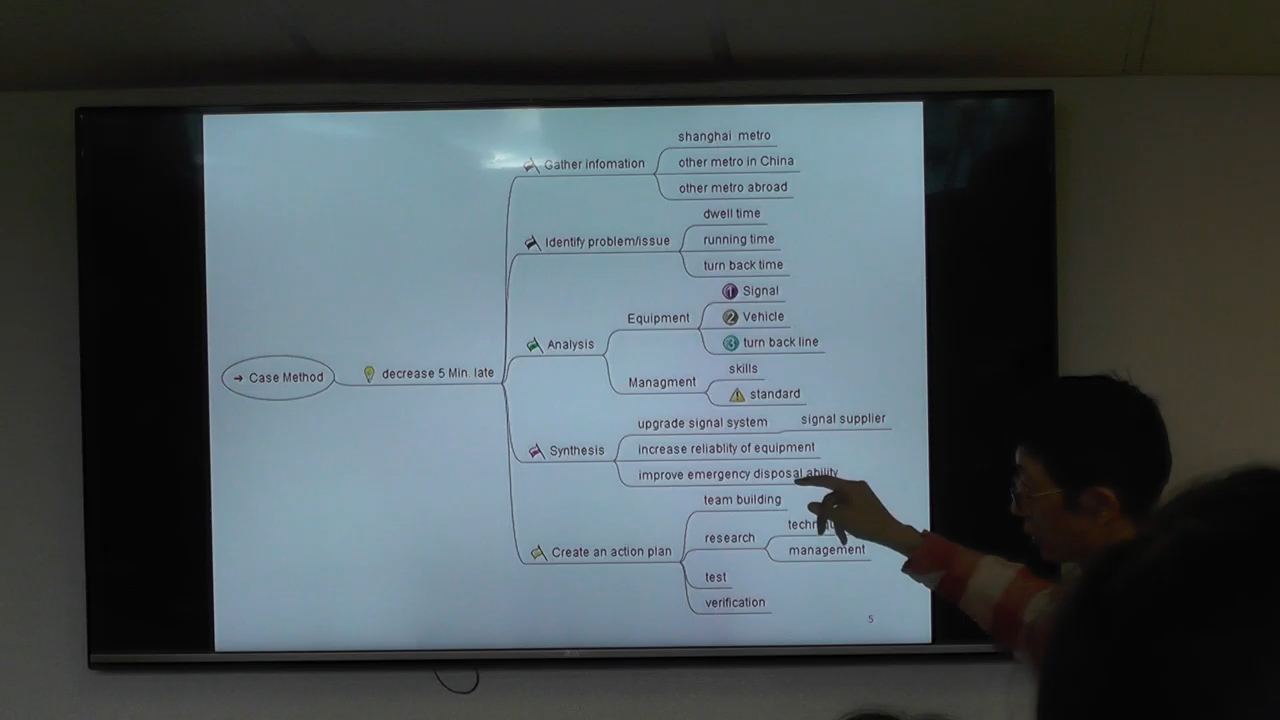 shanghai metro
Gather infomation
other metro in China
other metro abroad
dwell time
Identify problem/issue
running time
turn back time
1 Signal
Equipment
2 Vehicle
Analysis
3 turn back line
→ Case Method
decrease 5 Min. late
skills
Managment
standard
upgrade signal system
signal supplier
Synthesis
increase reliablity of equipment
improve emergency disposal ability
team building
research
Create an action plan
management
test
verification
5